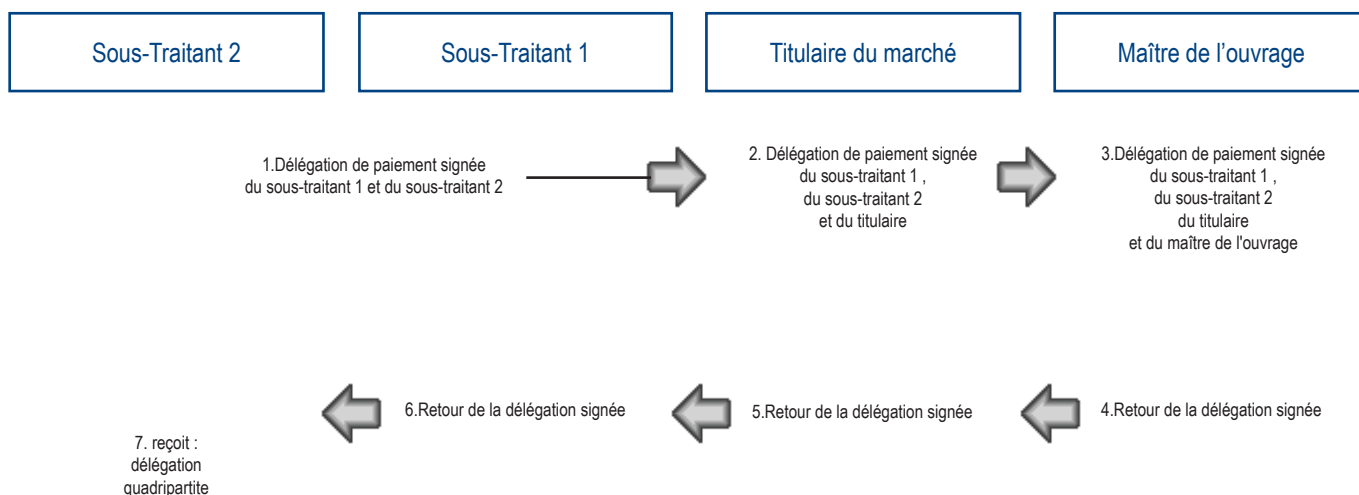 Sous-Traitant 2
Sous-Traitant 1
Titulaire du marché
Maître de l’ouvrage
1.Délégation de paiement signée
du sous-traitant 1 et du sous-traitant 2
2. Délégation de paiement signée
du sous-traitant 1 ,
du sous-traitant 2
et du titulaire
3.Délégation de paiement signée
du sous-traitant 1 ,
du sous-traitant 2
du titulaire
et du maître de l'ouvrage
6.Retour de la délégation signée
5.Retour de la délégation signée
4.Retour de la délégation signée
7. reçoit :
délégation
quadripartite